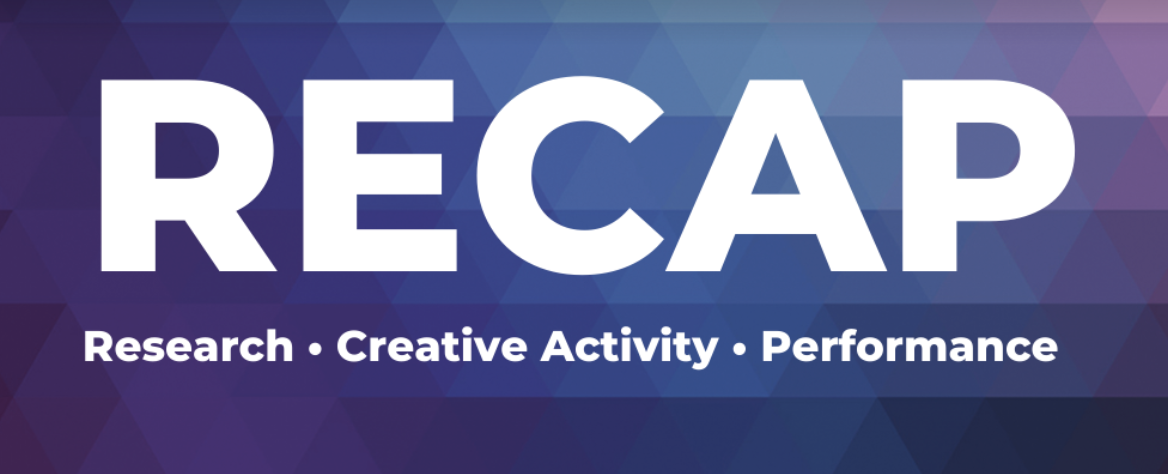 RECAP
Research • Creative Activity • Performance